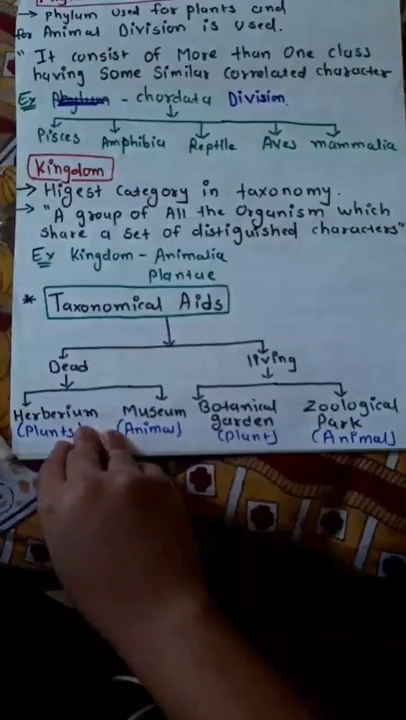 → phylum used for plants and
for Animal Division is used.
" It consist of More than One class
having Some Similar Correlated character
Ex - chordata Division.
Pisces Amphibia Reptile Aves mammalia
Kingdom
→ Higest Category in taxonomy.
→ "A group of All the Organism which
share a set of distiguished characters"
Ex Kingdom - Animalia
Plantae
* Taxonomical Aids
Dead living
Herberium Museum Botanical Zoological
garden Park
(Plants) (Animal) (Plant) (Animal)